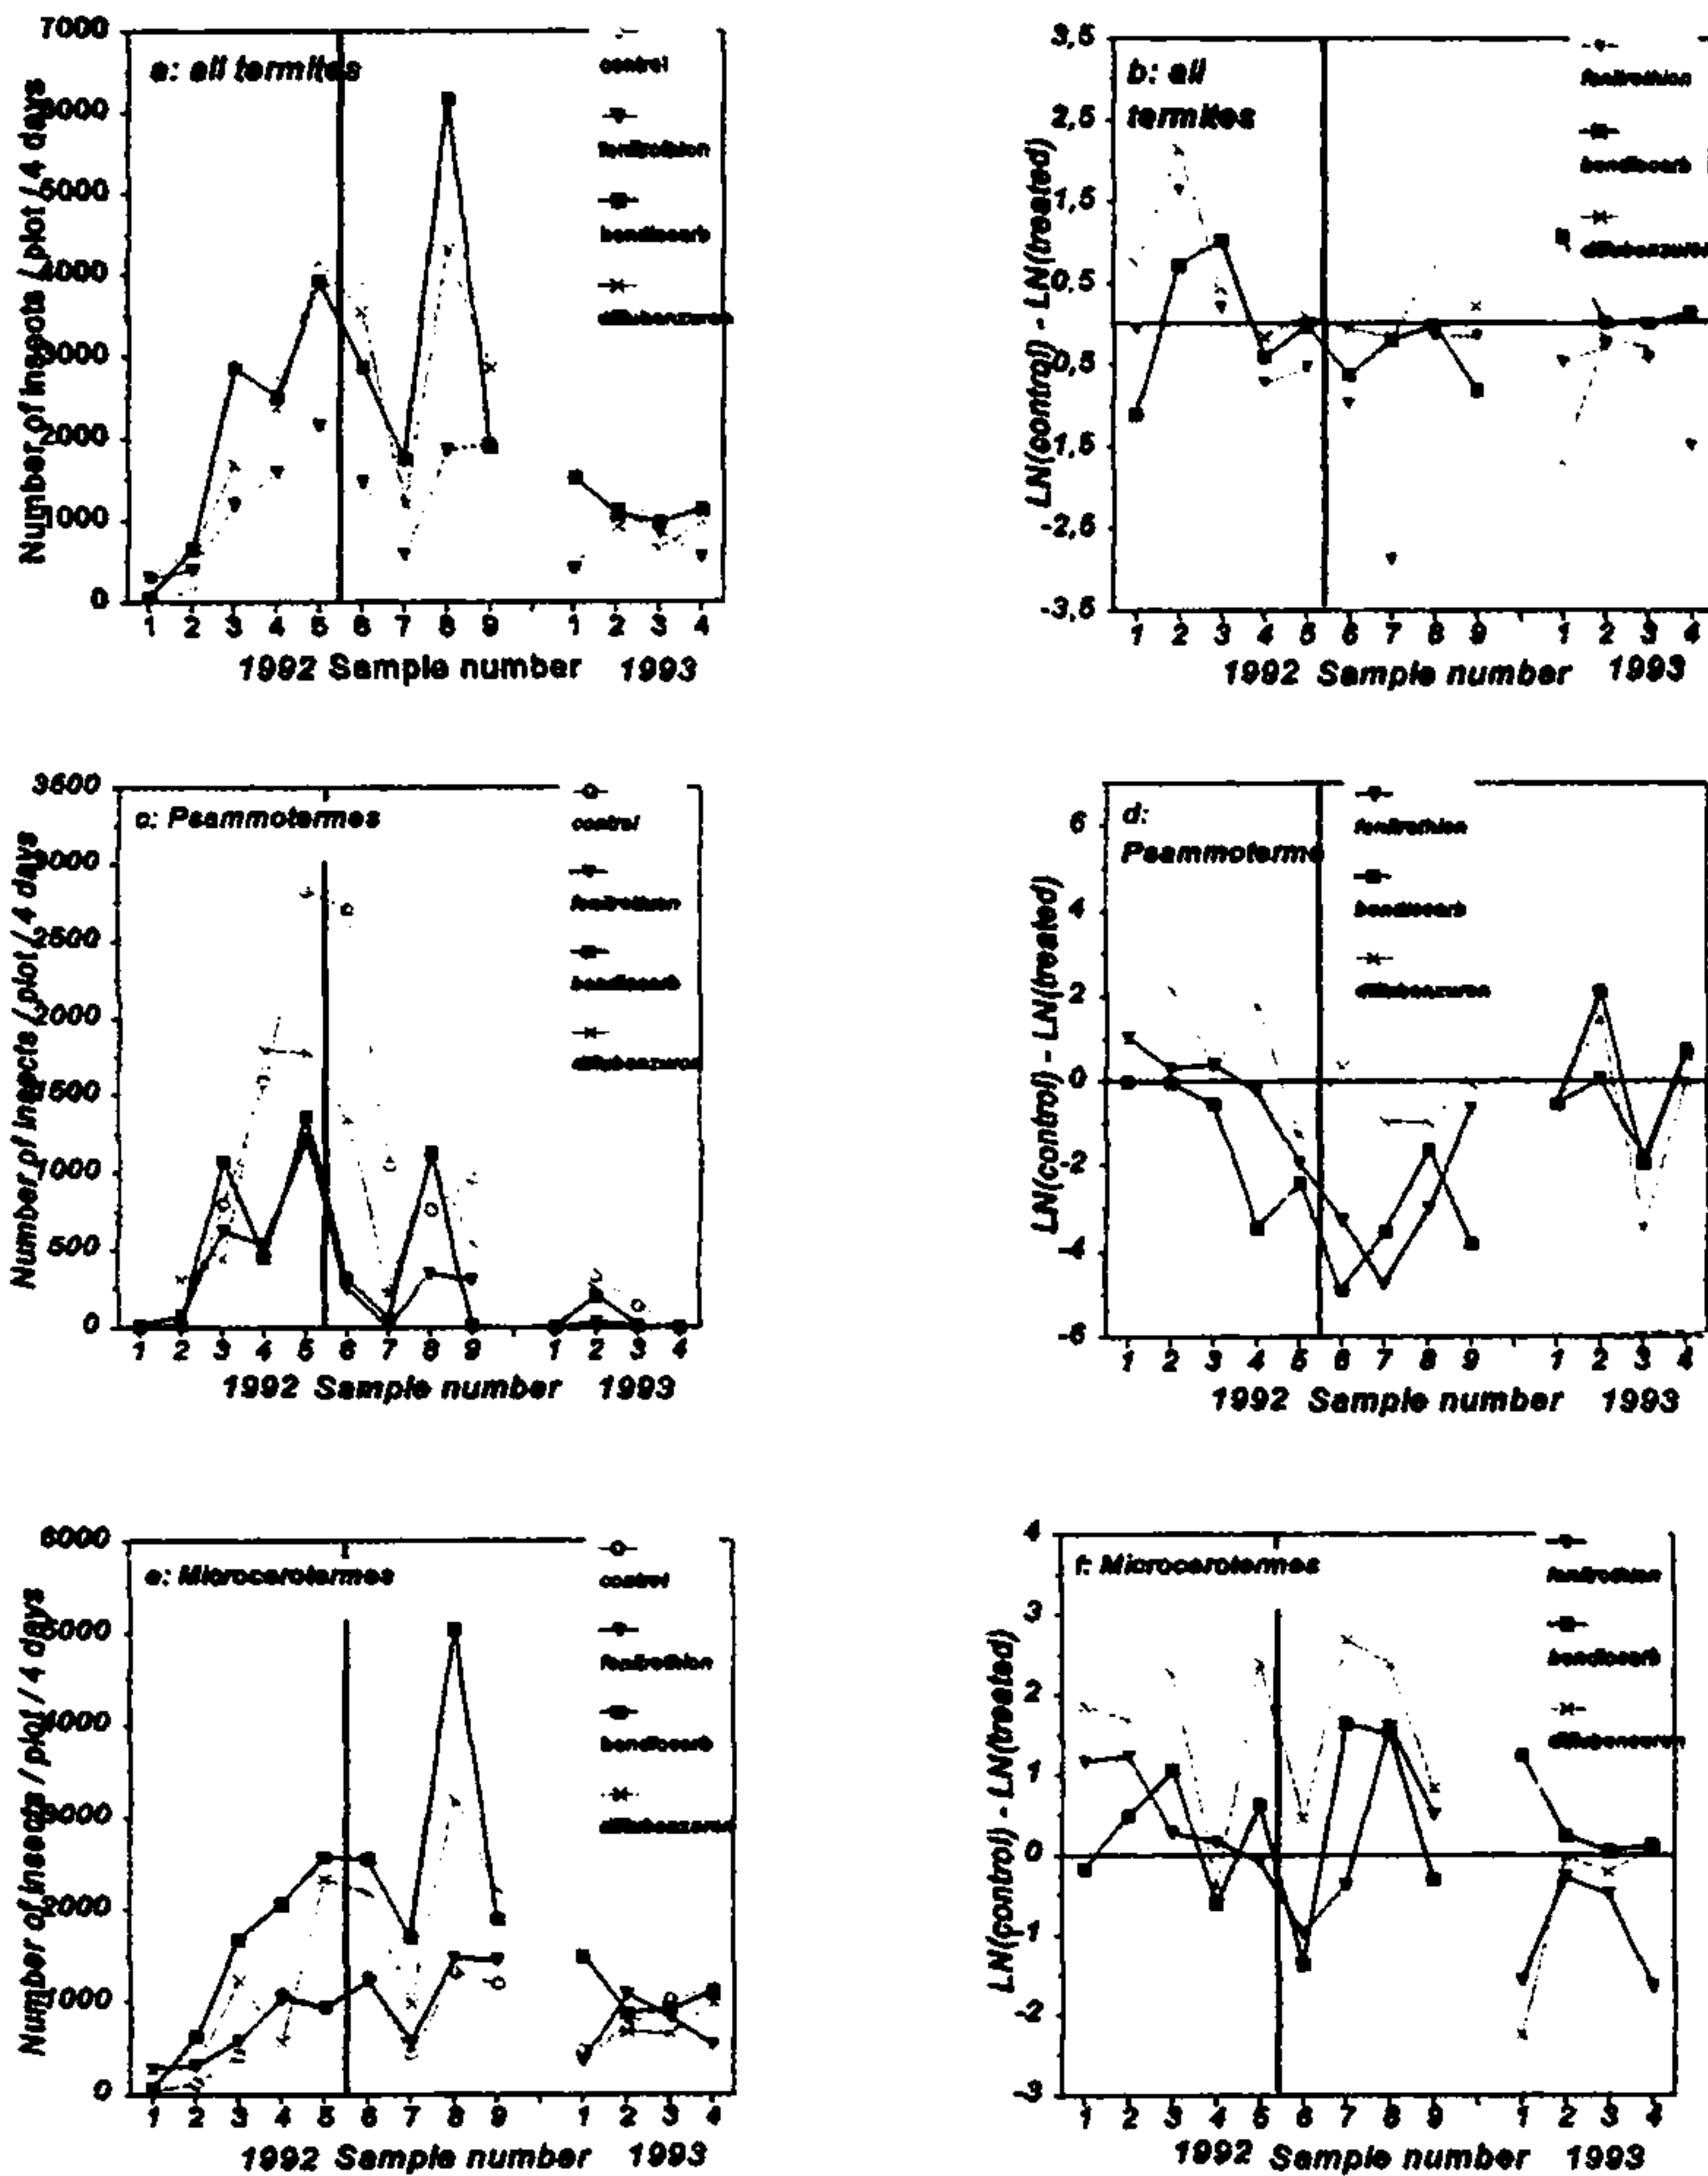 7000
a: all termites
control
6000
fenitrothion
5000
bendiocarb
4000
diflubenzuron
3000
2000
1000
0
Number of insects / plot / 4 days
1 2 3 4 5 6 7 8 9 1 2 3 4
1992 Sample number 1993
3,5
b: all
termites
fenitrothion
2,5
bendiocarb
1,5
diflubenzuron
0,5
0,5
-1,5
-2,5
-3,5
LN(control) - LN(treated)
1 2 3 4 5 6 7 8 9 1 2 3 4
1992 Sample number 1993
3500
c: Psammotermes
control
3000
fenitrothion
2500
bendiocarb
2000
diflubenzuron
1500
1000
500
0
Number of insects / plot / 4 days
1 2 3 4 5 6 7 8 9 1 2 3 4
1992 Sample number 1993
d:
Psammoterme
6
fenitrothion
4
bendiocarb
2
diflubenzuron
0
-2
-4
-6
LN(control) - LN(treated)
1 2 3 4 5 6 7 8 9 1 2 3 4
1992 Sample number 1993
6000
e: Microcerotermes
control
5000
fenitrothion
4000
bendiocarb
3000
diflubenzuron
2000
1000
0
Number of insects / plot / 4 days
1 2 3 4 5 6 7 8 9 1 2 3 4
1992 Sample number 1993
4
f: Microcerotermes
fenitrothion
3
bendiocarb
2
diflubenzuron
1
0
-1
-2
-3
LN(control) - LN(treated)
1 2 3 4 5 6 7 8 9 1 2 3 4
1992 Sample number 1993